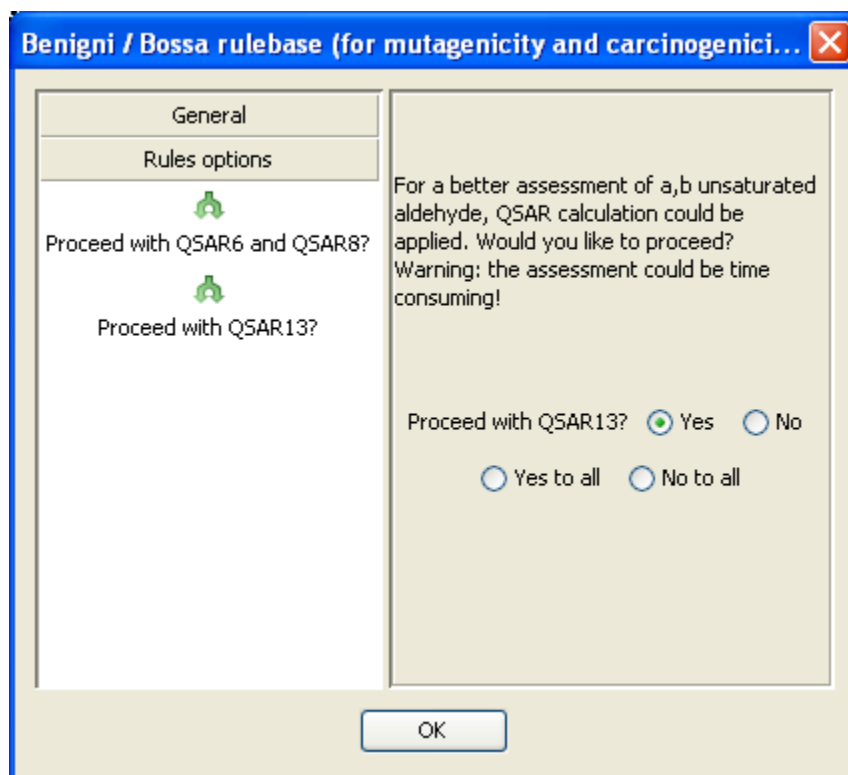 Benigni / Bossa rulebase (for mutagenicity and carcinogenici...
General
Rules options
Proceed with QSAR6 and QSAR8?
Proceed with QSAR13?
For a better assessment of a,b unsaturated
aldehyde, QSAR calculation could be
applied. Would you like to proceed?
Warning: the assessment could be time
consuming!
Proceed with QSAR13? Yes No
Yes to all No to all
OK